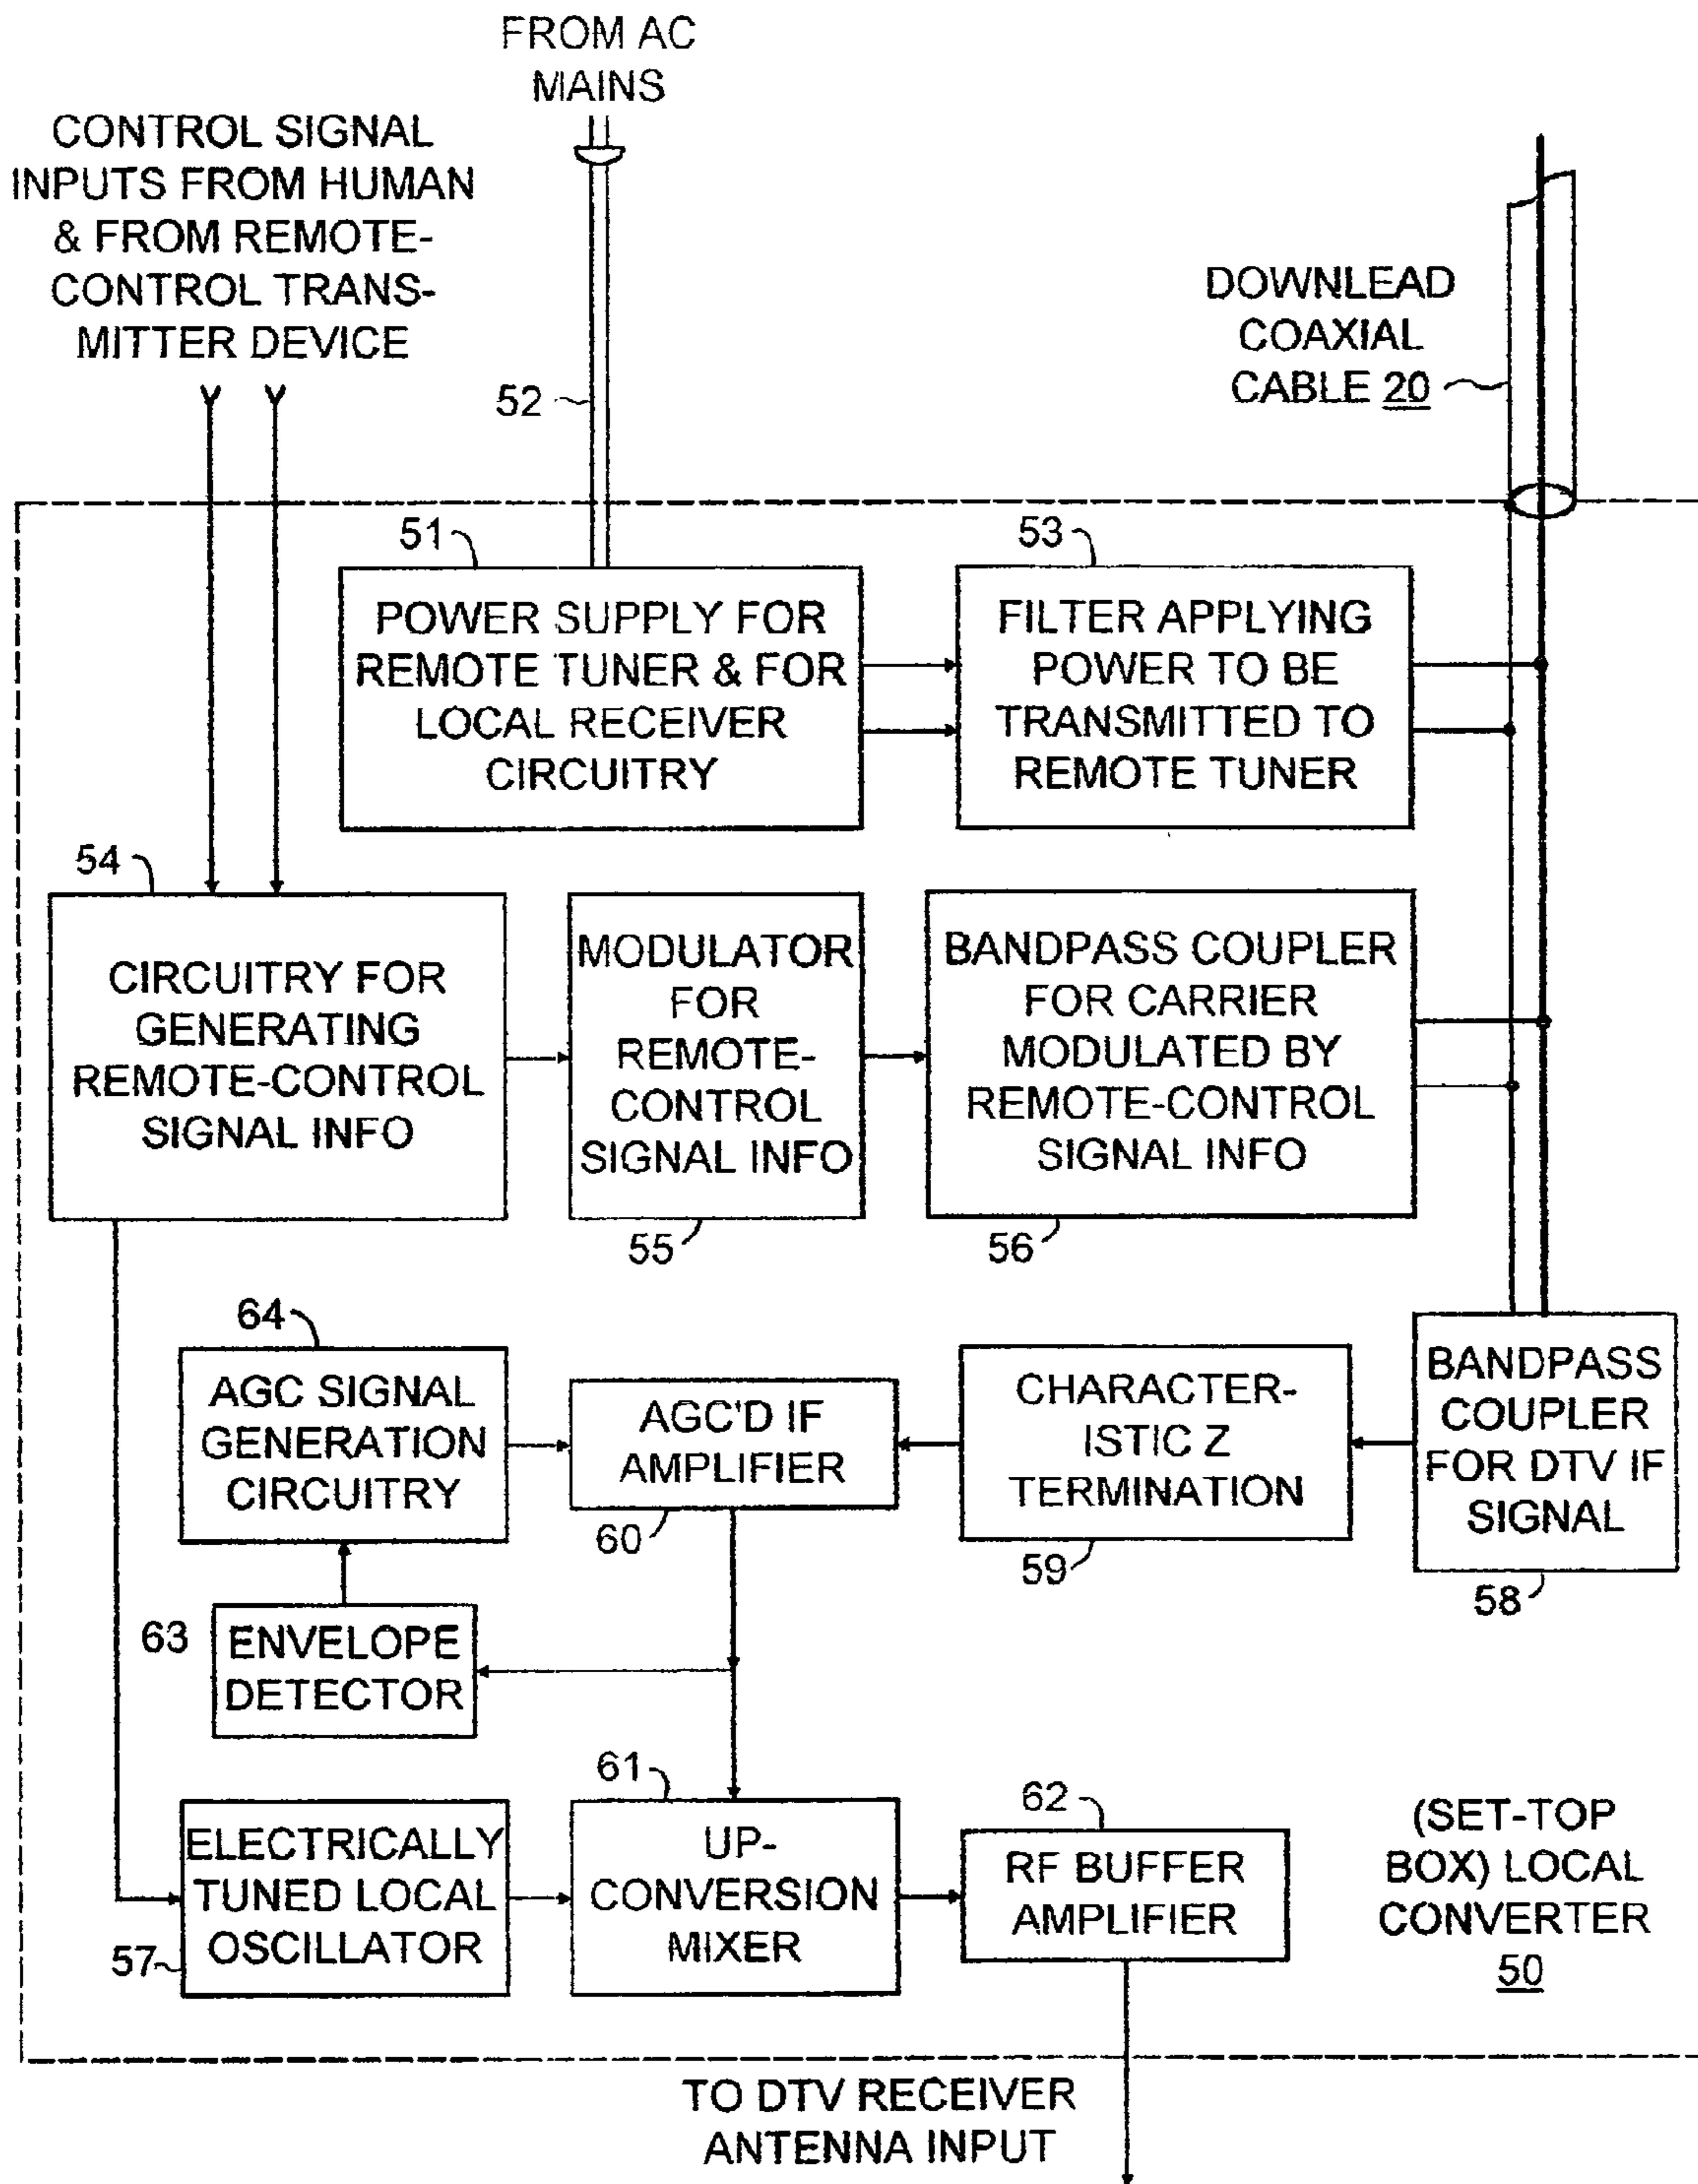 FROM AC
MAINS
CONTROL SIGNAL
INPUTS FROM HUMAN
& FROM REMOTE-
CONTROL TRANS-
MITTER DEVICE
52
DOWNLEAD
COAXIAL
CABLE 20
51
POWER SUPPLY FOR
REMOTE TUNER & FOR
LOCAL RECEIVER
CIRCUITRY
53
FILTER APPLYING
POWER TO BE
TRANSMITTED TO
REMOTE TUNER
54
CIRCUITRY FOR
GENERATING
REMOTE-CONTROL
SIGNAL INFO
MODULATOR
FOR
REMOTE-
CONTROL
SIGNAL INFO
55
BANDPASS COUPLER
FOR CARRIER
MODULATED BY
REMOTE-CONTROL
SIGNAL INFO
56
64
AGC SIGNAL
GENERATION
CIRCUITRY
AGC'D IF
AMPLIFIER
60
CHARACTER-
ISTIC Z
TERMINATION
59
BANDPASS
COUPLER
FOR DTV IF
SIGNAL
58
63
ENVELOPE
DETECTOR
ELECTRICALLY
TUNED LOCAL
OSCILLATOR
57
61
UP-
CONVERSION
MIXER
62
RF BUFFER
AMPLIFIER
(SET-TOP
BOX) LOCAL
CONVERTER
50
TO DTV RECEIVER
ANTENNA INPUT